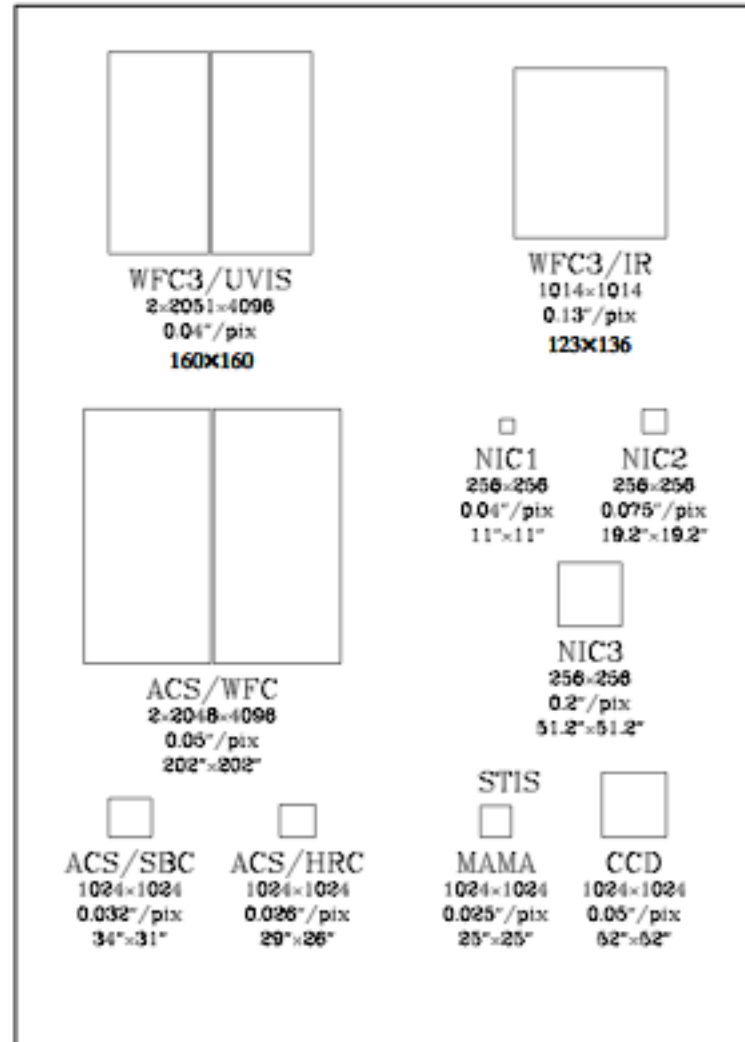 WFC3/UVIS
2×2051×4096
0.04"/pix
160×160
WFC3/IR
1014×1014
0.13"/pix
123×136
NIC1
256×256
0.04"/pix
11"×11"
NIC2
256×256
0.075"/pix
19.2"×19.2"
NIC3
256×256
0.2"/pix
51.2"×51.2"
ACS/WFC
2×2048×4096
0.05"/pix
202"×202"
STIS
ACS/SBC
1024×1024
0.032"/pix
34"×31"
ACS/HRC
1024×1024
0.026"/pix
29"×26"
MAMA
1024×1024
0.025"/pix
25"×25"
CCD
1024×1024
0.05"/pix
52"×52"